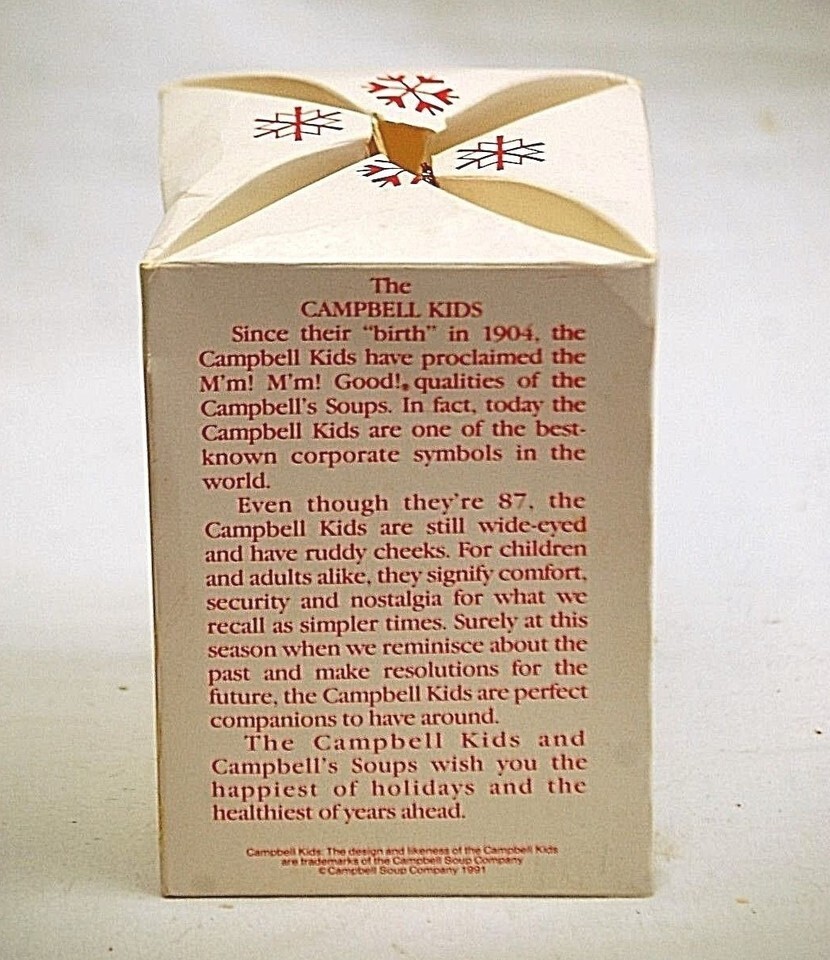 The
CAMPBELL KIDS
Since their “birth” in 1904, the
Campbell Kids have proclaimed the
M'm! M'm! Good!® qualities of the
Campbell's Soups. In fact, today the
Campbell Kids are one of the best-
known corporate symbols in the
world.
Even though they're 87, the
Campbell Kids are still wide-eyed
and have ruddy cheeks. For children
and adults alike, they signify comfort,
security and nostalgia for what we
recall as simpler times. Surely at this
season when we reminisce about the
past and make resolutions for the
future, the Campbell Kids are perfect
companions to have around.
The Campbell Kids and
Campbell's Soups wish you the
happiest of holidays and the
healthiest of years ahead.
Campbell Kids: The design and likeness of the Campbell Kids
are trademarks of the Campbell Soup Company
©Campbell Soup Company 1991